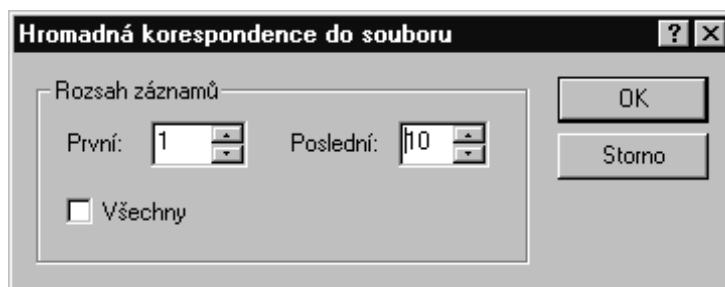 Hromadná korespondence do souboru
Rozsah záznamů
První: 1 Poslední: 10
Všechny
OK
Storno